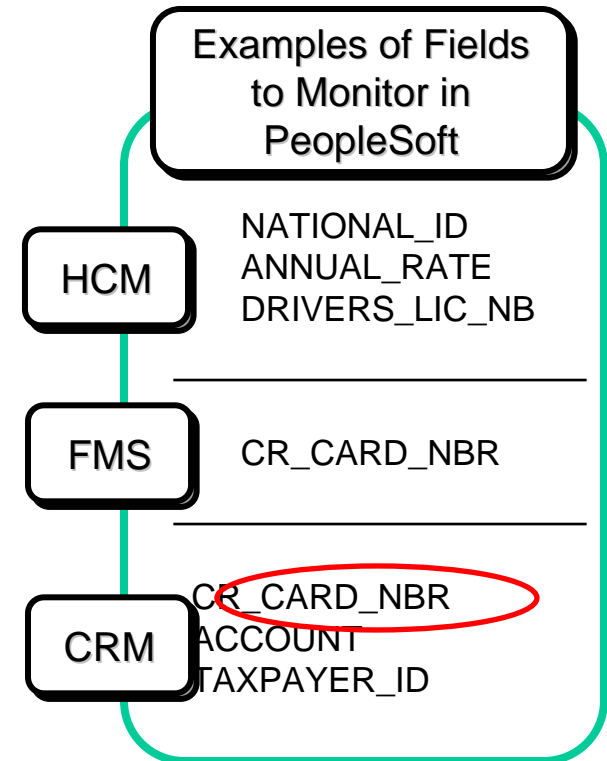 Examples of Fields
to Monitor in
PeopleSoft
HCM
NATIONAL_ID
ANNUAL_RATE
DRIVERS_LIC_NB
FMS
CR_CARD_NBR
CRM
CR_CARD_NBR
ACCOUNT
TAXPAYER_ID